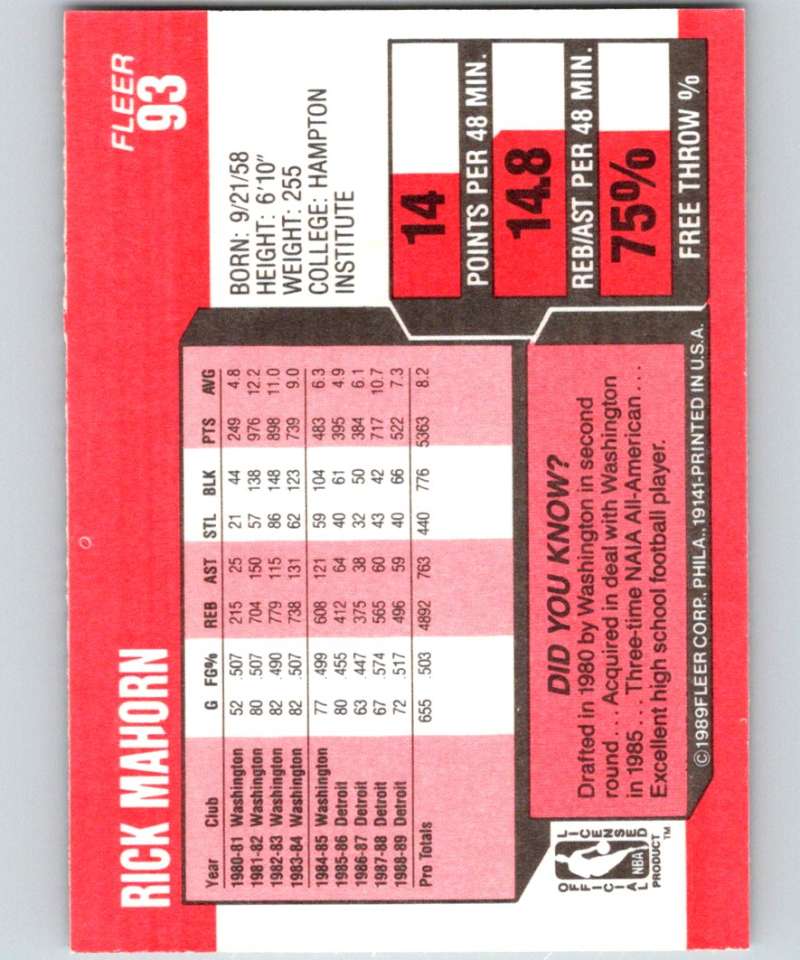 RICK MAHORN
FLEER
93
BORN: 9/21/58
HEIGHT: 6'10"
WEIGHT: 255
COLLEGE: HAMPTON
INSTITUTE
Year Club G FG% REB AST STL BLK PTS AVG
1980-81 Washington 52 .507 215 25 21 44 249 4.8
1981-82 Washington 80 .507 704 150 57 138 976 12.2
1982-83 Washington 82 .490 779 115 86 148 898 11.0
1983-84 Washington 82 .507 738 131 62 123 739 9.0
1984-85 Washington 77 .499 608 121 59 104 483 6.3
1985-86 Detroit 80 .455 412 64 40 61 395 4.9
1986-87 Detroit 63 .447 375 38 32 50 384 6.1
1987-88 Detroit 67 .574 565 60 43 42 717 10.7
1988-89 Detroit 72 .517 496 59 40 66 522 7.3
Pro Totals 655 .503 4892 763 440 776 5363 8.2
14
POINTS PER 48 MIN.
14.8
REB/AST PER 48 MIN.
75%
FREE THROW %
DID YOU KNOW?
Drafted in 1980 by Washington in second
round . . . Acquired in deal with Washington
in 1985 . . . Three-time NAIA All-American . . .
Excellent high school football player.
OFFICIAL
LICENSED
NBA
PRODUCT™
©1989 FLEER CORP., PHILA., 19141-PRINTED IN U.S.A.